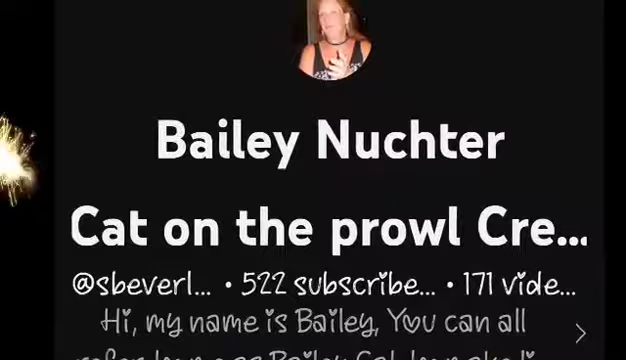 Bailey Nuchter
Cat on the prowl Cre...
@sbeverl... • 522 subscribe... • 171 vide...
Hi, my name is Bailey, You can all